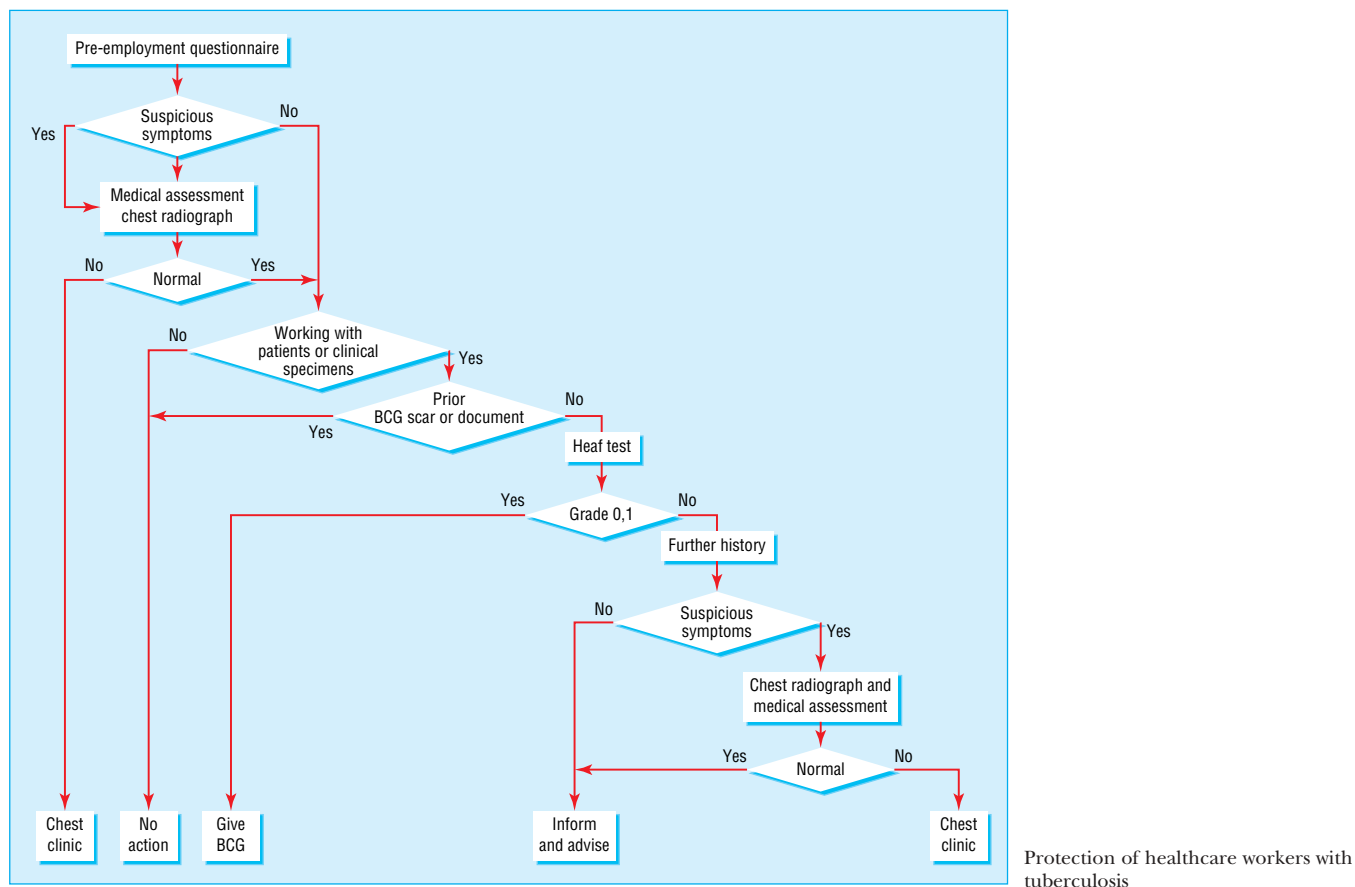 Pre-employment questionnaire
Suspicious
symptoms
Yes
No
Medical assessment
chest radiograph
No
Normal
Yes
No
Working with
patients or clinical
specimens
Yes
Prior
BCG scar or document
Yes
No
Heaf test
Yes
Grade 0,1
No
Further history
No
Suspicious
symptoms
Yes
Chest radiograph and
medical assessment
Yes
Normal
No
Chest
clinic
No
action
Give
BCG
Inform
and advise
Chest
clinic
Protection of healthcare workers with
tuberculosis